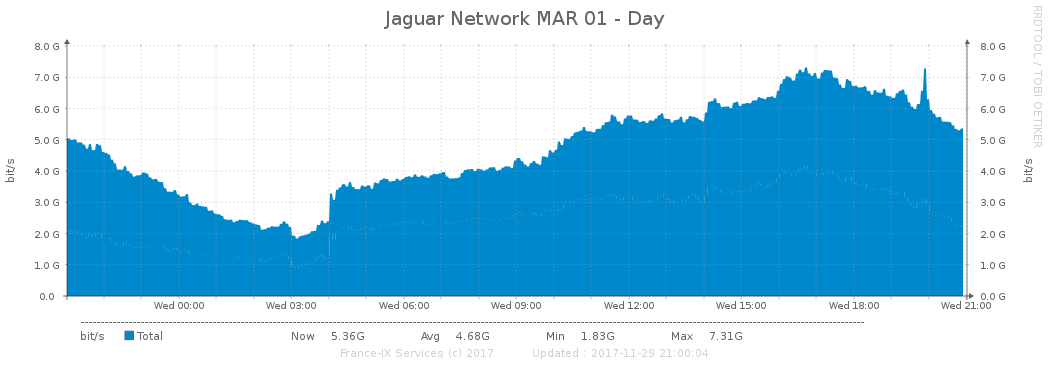 Jaguar Network MAR 01 - Day
RRDTOOL / TOBI OETIKER
bit/s
bit/s
8.0 G 8.0 G
7.0 G 7.0 G
6.0 G 6.0 G
5.0 G 5.0 G
4.0 G 4.0 G
3.0 G 3.0 G
2.0 G 2.0 G
1.0 G 1.0 G
0.0 0.0 G
Wed 00:00 Wed 03:00 Wed 06:00 Wed 09:00 Wed 12:00 Wed 15:00 Wed 18:00 Wed 21:00
bit/s Total Now 5.36G Avg 4.68G Min 1.83G Max 7.31G
France-IX Services (c) 2017 Updated : 2017-11-29 21:00:04